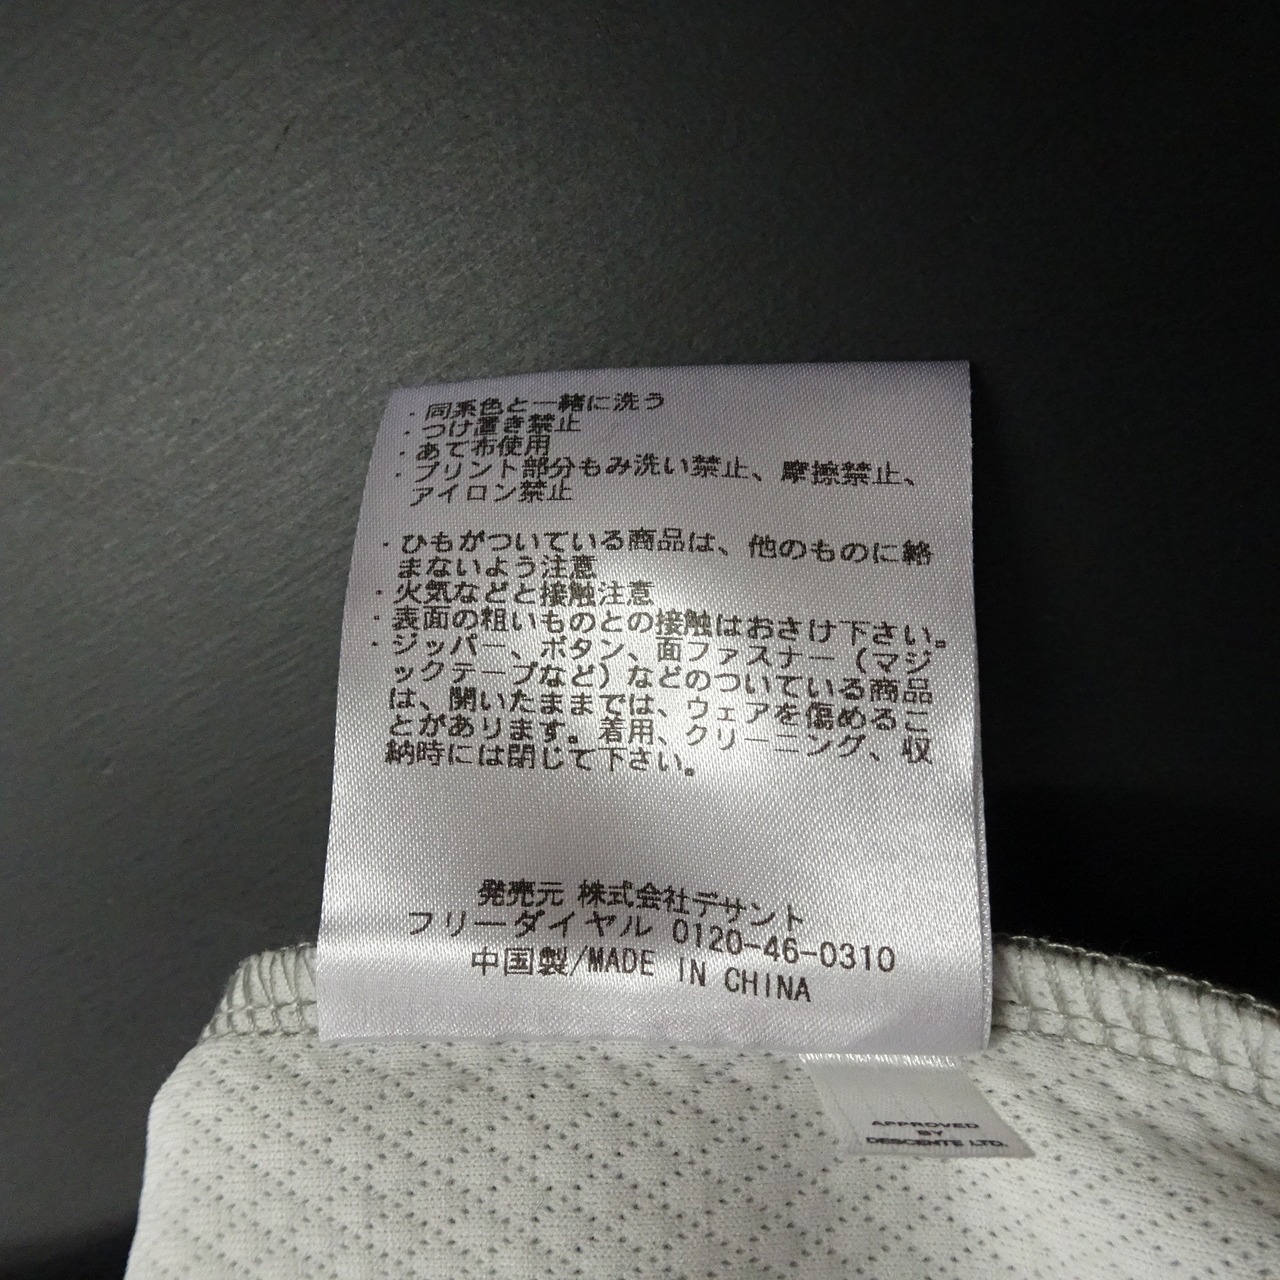 ・同系色と一緒に洗う
・つけ置き禁止
・あて布使用
・プリント部分もみ洗い禁止、摩擦禁止、
アイロン禁止
・ひもがついている商品は、他のものに絡
まないよう注意
・火気などと接触注意
・表面の粗いものとの接触はおさけ下さい。
・ジッパー、ボタン、面ファスナー（マジ
ックテープなど）などのついている商品
は、開いたままでは、ウェアを傷めるこ
とがあります。着用、クリーニング、収
納時には閉じて下さい。
発売元 株式会社デサント
フリーダイヤル 0120-46-0310
中国製/MADE IN CHINA
APPROVED
BY
DESCENTE LTD.